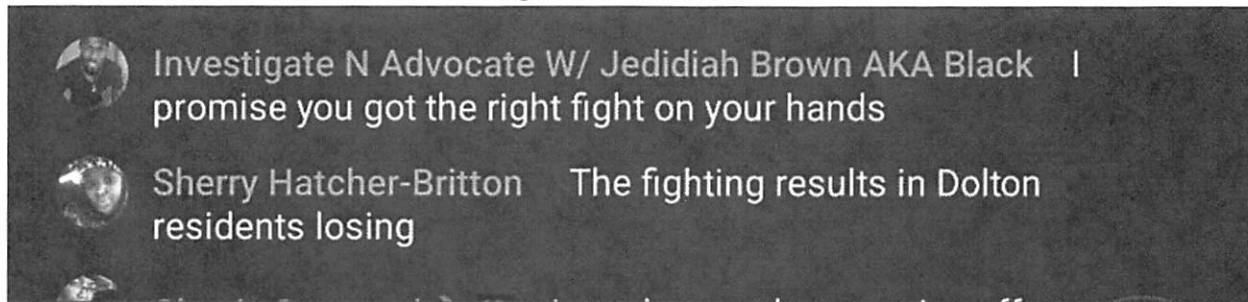 Investigate N Advocate W/ Jedidiah Brown AKA Black I
promise you got the right fight on your hands
Sherry Hatcher-Britton The fighting results in Dolton
residents losing